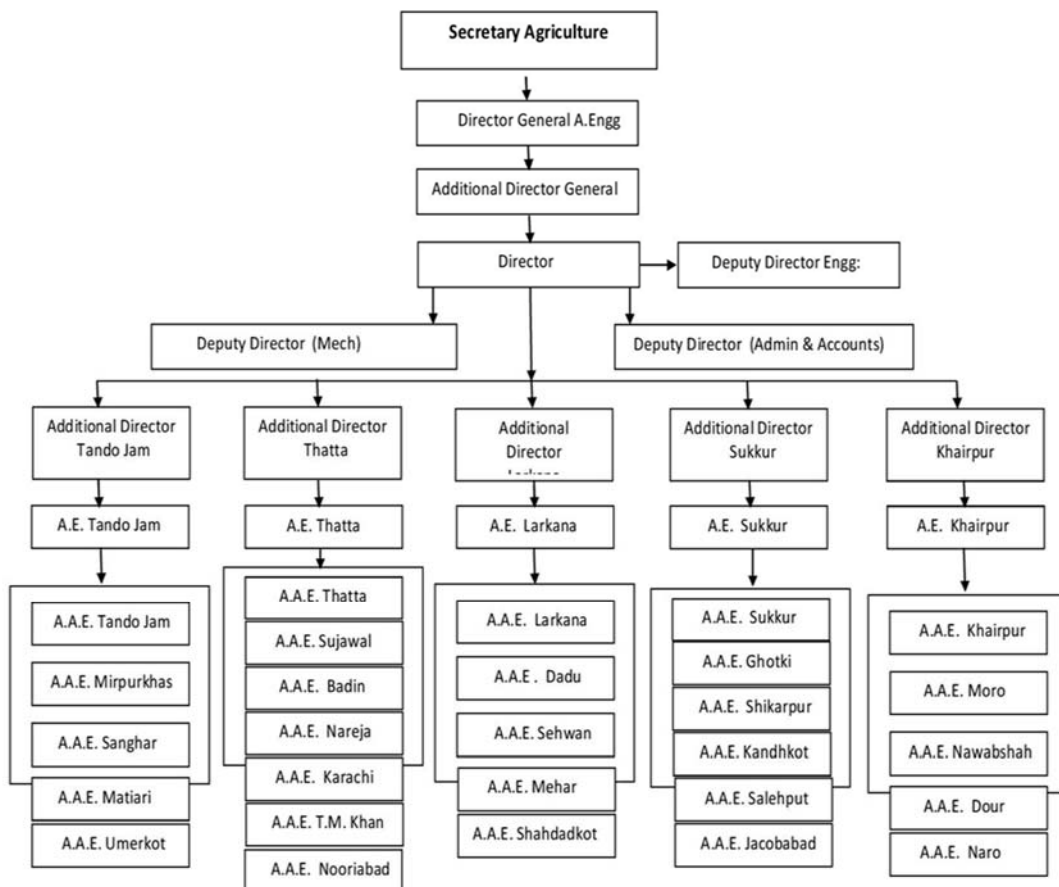 Secretary Agriculture
Director General A.Engg
Additional Director General
Director
Deputy Director Engg:
Deputy Director (Mech)
Deputy Director (Admin & Accounts)
Additional Director
Tando Jam
Additional Director
Thatta
Additional
Director
Additional Director
Sukkur
Additional Director
Khairpur
A.E. Tando Jam
A.E. Thatta
A.E. Larkana
A.E. Sukkur
A.E. Khairpur
A.A.E. Tando Jam
A.A.E. Mirpurkhas
A.A.E. Sanghar
A.A.E. Matiari
A.A.E. Umerkot
A.A.E. Thatta
A.A.E. Sujawal
A.A.E. Badin
A.A.E. Nareja
A.A.E. Karachi
A.A.E. T.M. Khan
A.A.E. Nooriabad
A.A.E. Larkana
A.A.E . Dadu
A.A.E. Sehwan
A.A.E. Mehar
A.A.E. Shahdadkot
A.A.E. Sukkur
A.A.E. Ghotki
A.A.E. Shikarpur
A.A.E. Kandhkot
A.A.E. Salehput
A.A.E. Jacobabad
A.A.E. Khairpur
A.A.E. Moro
A.A.E. Nawabshah
A.A.E. Dour
A.A.E. Naro